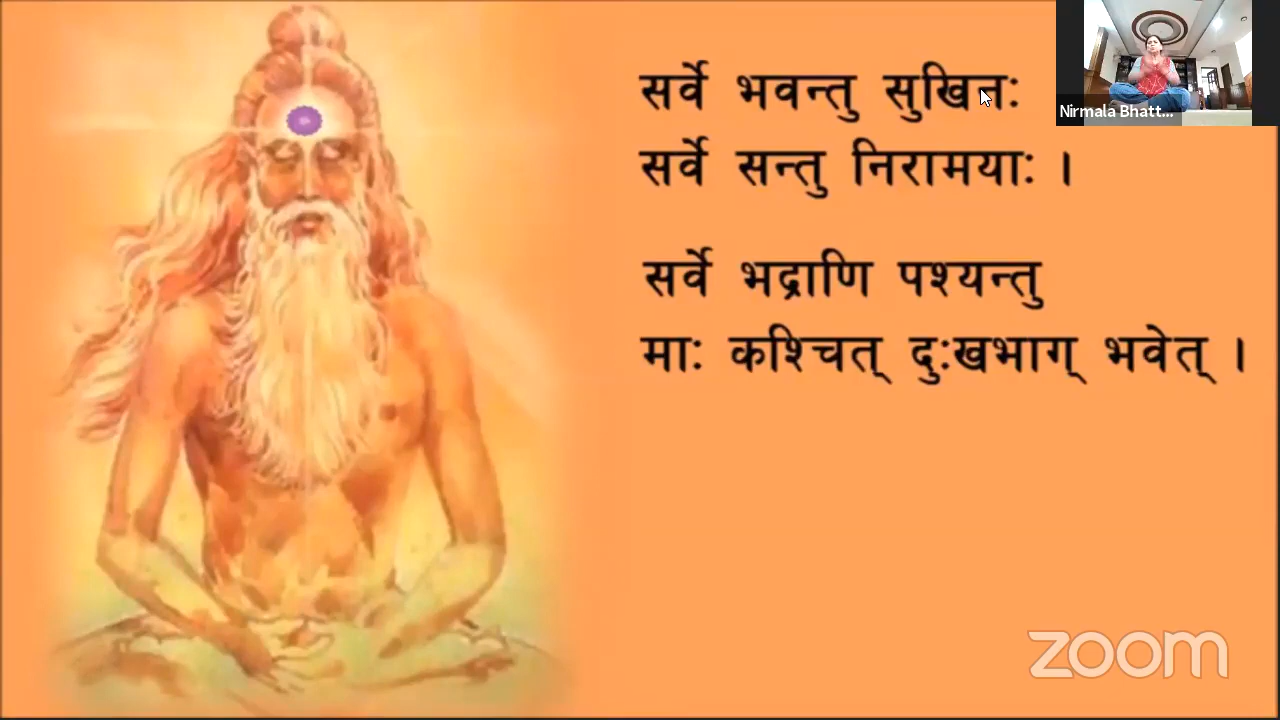 सर्वे भवन्तु सुखिनः
सर्वे सन्तु निरामयाः ।
सर्वे भद्राणि पश्यन्तु
माः कश्चित् दुःखभाग् भवेत् ।
Nirmala Bhatt...
zoom